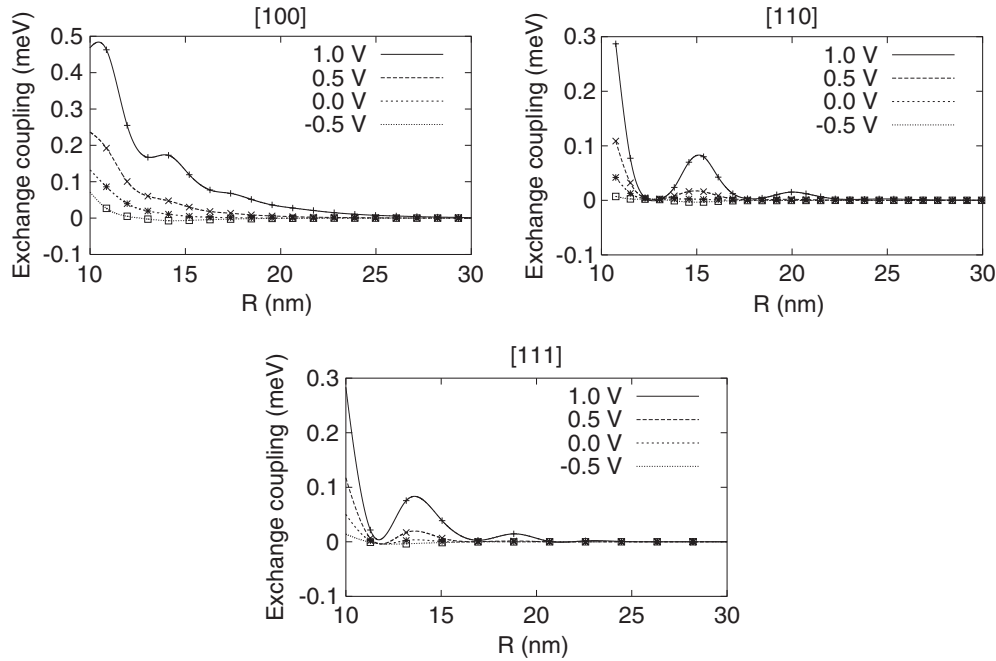 [100]
Exchange coupling (meV)
0.5
0.4
0.3
0.2
0.1
0
-0.1
1.0 V
0.5 V
0.0 V
-0.5 V
10 15 20 25 30
R (nm)
[110]
Exchange coupling (meV)
0.3
0.2
0.1
0
-0.1
1.0 V
0.5 V
0.0 V
-0.5 V
10 15 20 25 30
R (nm)
[111]
Exchange coupling (meV)
0.3
0.2
0.1
0
-0.1
1.0 V
0.5 V
0.0 V
-0.5 V
10 15 20 25 30
R (nm)